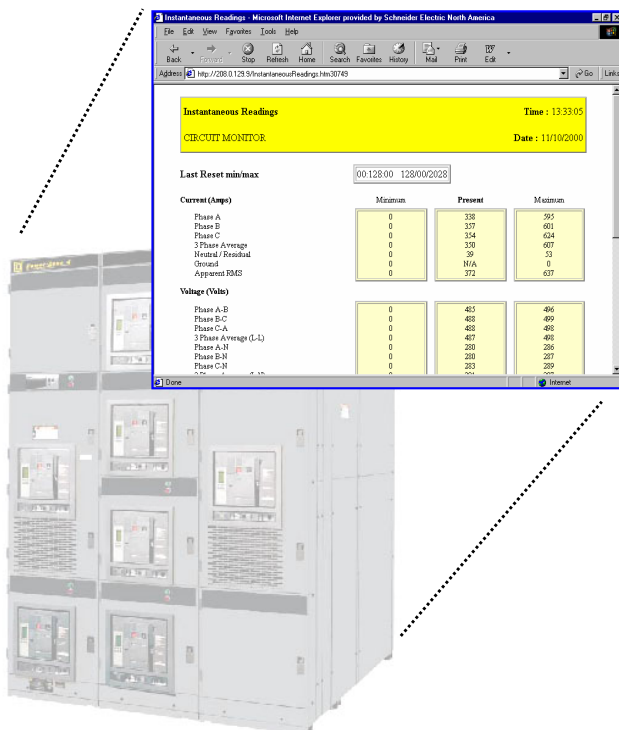 Instantaneous Readings - Microsoft Internet Explorer provided by Schneider Electric North America
File Edit View Favorites Tools Help
Back Forward Stop Refresh Home Search Favorites History Mail Print Edit
Address http://208.0.129.9/InstantaneousReadings.htm30749 Go Links
Instantaneous Readings Time : 13:33:05
CIRCUIT MONITOR Date : 11/10/2000
Last Reset min/max 00:128:00 128/00/2028
Current (Amps) Minimum Present Maximum
Phase A 0 338 595
Phase B 0 357 601
Phase C 0 354 624
3 Phase Average 0 350 607
Neutral / Residual 0 39 53
Ground 0 N/A 0
Apparent RMS 0 372 637
Voltage (Volts)
Phase A-B 0 485 496
Phase B-C 0 488 499
Phase C-A 0 488 498
3 Phase Average (L-L) 0 487 498
Phase A-N 0 280 286
Phase B-N 0 280 287
Phase C-N 0 283 289
Done Internet